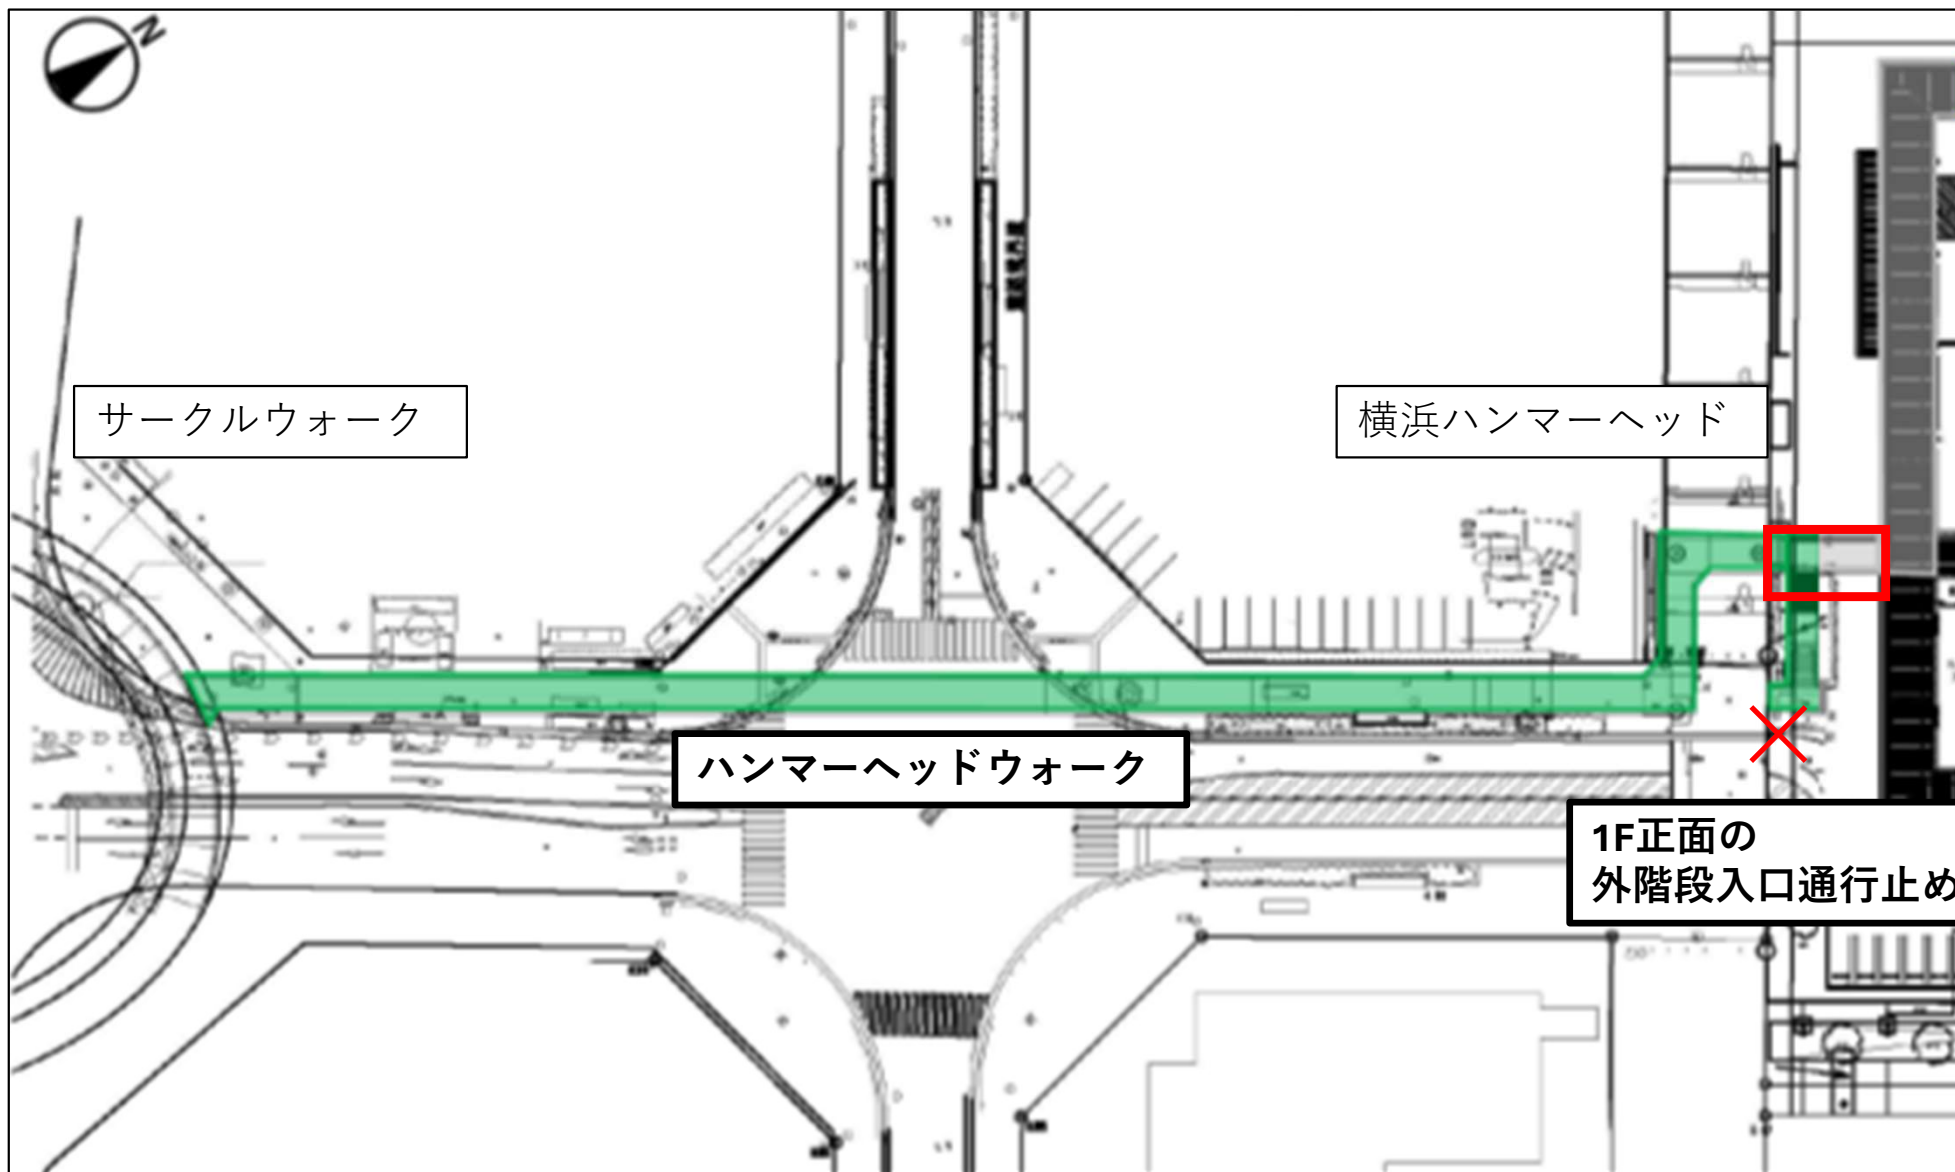 N
サークルウォーク
横浜ハンマーヘッド
ハンマーヘッドウォーク
1F正面の
外階段入口通行止め